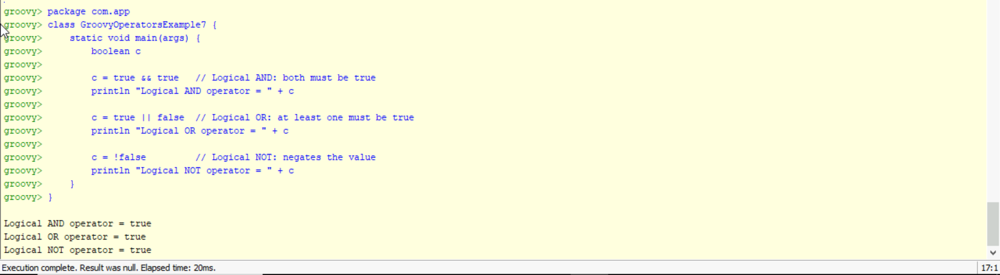 groovy> package com.app
groovy> class GroovyOperatorsExample7 {
groovy>     static void main(args) {
groovy>         boolean c
groovy>
groovy>         c = true && true   // Logical AND: both must be true
groovy>         println "Logical AND operator = " + c
groovy>
groovy>         c = true || false  // Logical OR: at least one must be true
groovy>         println "Logical OR operator = " + c
groovy>
groovy>         c = !false         // Logical NOT: negates the value
groovy>         println "Logical NOT operator = " + c
groovy>     }
groovy> }
Logical AND operator = true
Logical OR operator = true
Logical NOT operator = true
Execution complete. Result was null. Elapsed time: 20ms. 17:1